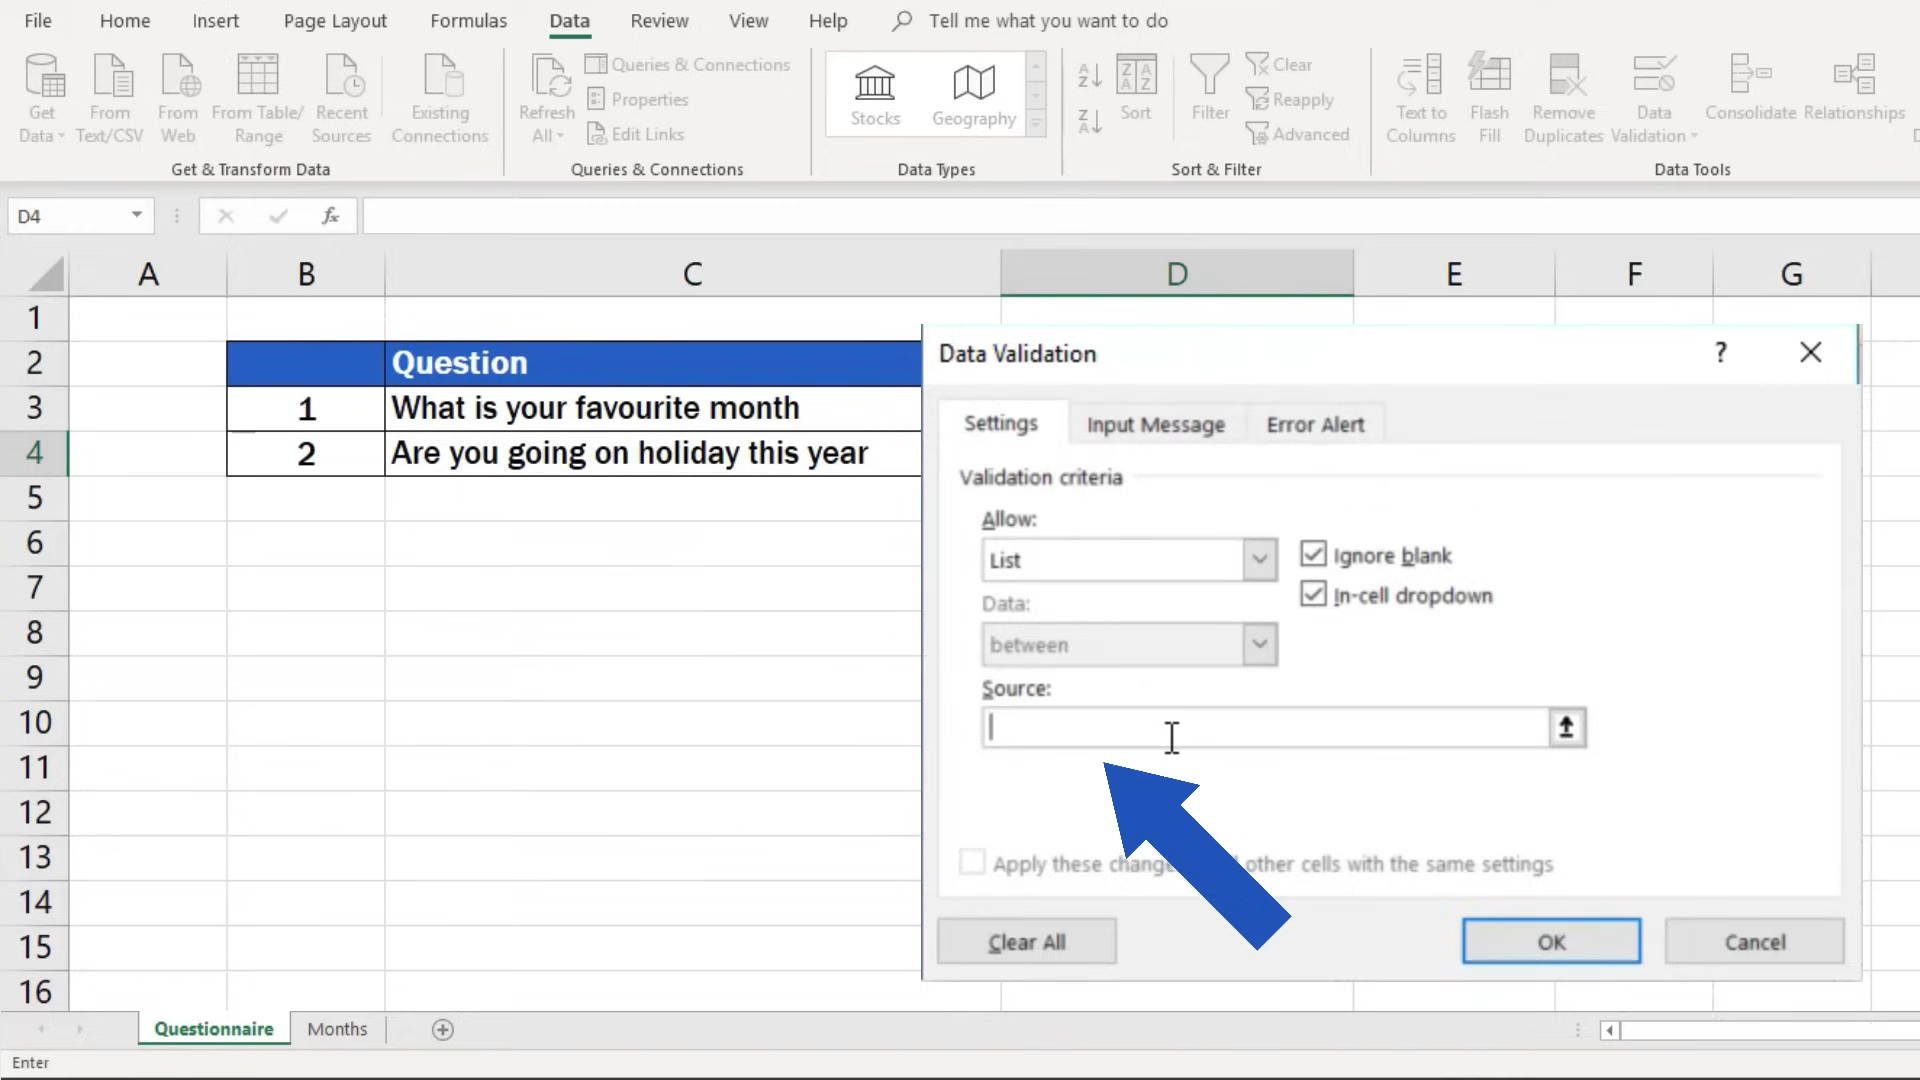 File Home Insert Page Layout Formulas Data Review View Help Tell me what you want to do
Get Data
From Text/CSV
From Web
From Table/ Range
Recent Sources
Existing Connections
Get & Transform Data
Refresh All
Queries & Connections
Properties
Edit Links
Queries & Connections
Stocks
Geography
Data Types
A Z
Z A
Z A A Z
Sort
Filter
Clear
Reapply
Advanced
Sort & Filter
Text to Columns
Flash Fill
Remove Duplicates
Data Validation
Consolidate
Relationships
Data Tools
D4
fx
A B C D E F G
1
2 Question
3 1 What is your favourite month
4 2 Are you going on holiday this year
5
6
7
8
9
10
11
12
13
14
15
16
Data Validation ?
Settings Input Message Error Alert
Validation criteria
Allow:
List
Ignore blank
In-cell dropdown
Data:
between
Source:
Apply these other cells with the same settings
Clear All OK Cancel
Questionnaire Months
Enter